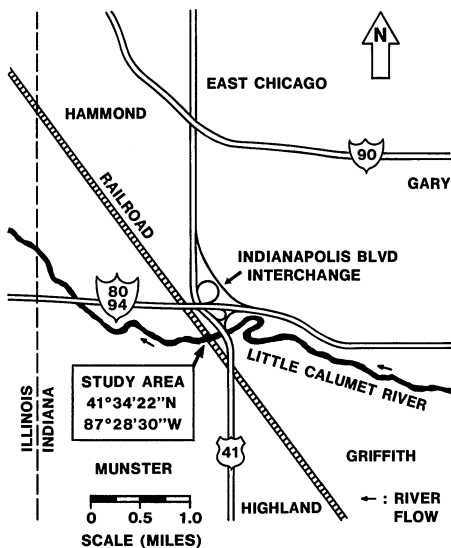 N
EAST CHICAGO
HAMMOND
90
GARY
RAILROAD
INDIANAPOLIS BLVD
INTERCHANGE
80
94
LITTLE CALUMET RIVER
STUDY AREA
41°34'22"N
87°28'30"W
ILLINOIS
INDIANA
41
GRIFFITH
MUNSTER
HIGHLAND
← : RIVER
FLOW
0 0.5 1.0
SCALE (MILES)